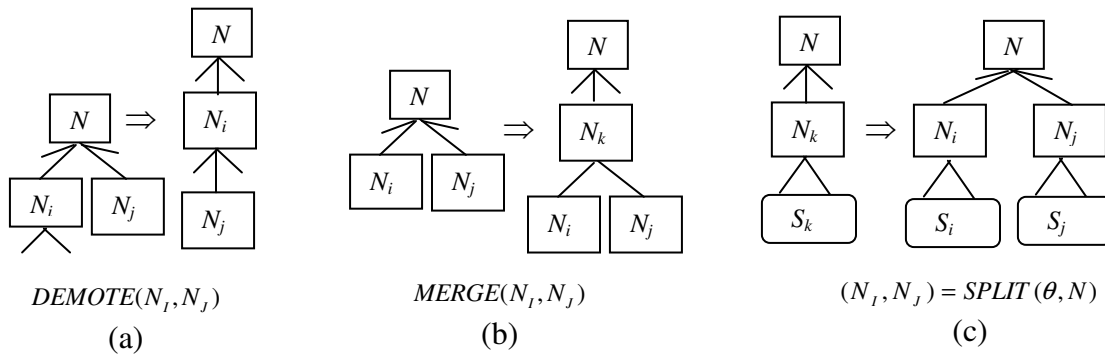 N
N
⇒
N_i
N_i
N_j
N_j
DEMOTE(N_I, N_J)
(a)
N
N
⇒
N_k
N_i
N_j
N_i
N_j
MERGE(N_I, N_J)
(b)
N
N
N_k
⇒
N_i
N_j
S_k
S_i
S_j
(N_I, N_J) = SPLIT(θ, N)
(c)